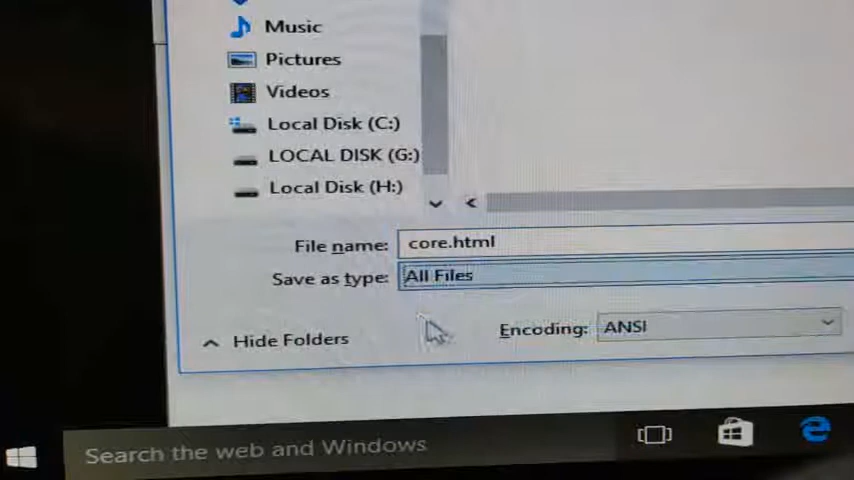 Music
Pictures
Videos
Local Disk (C:)
LOCAL DISK (G:)
Local Disk (H:)
File name: core.html
Save as type: All Files
Hide Folders
Encoding: ANSI
Search the web and Windows